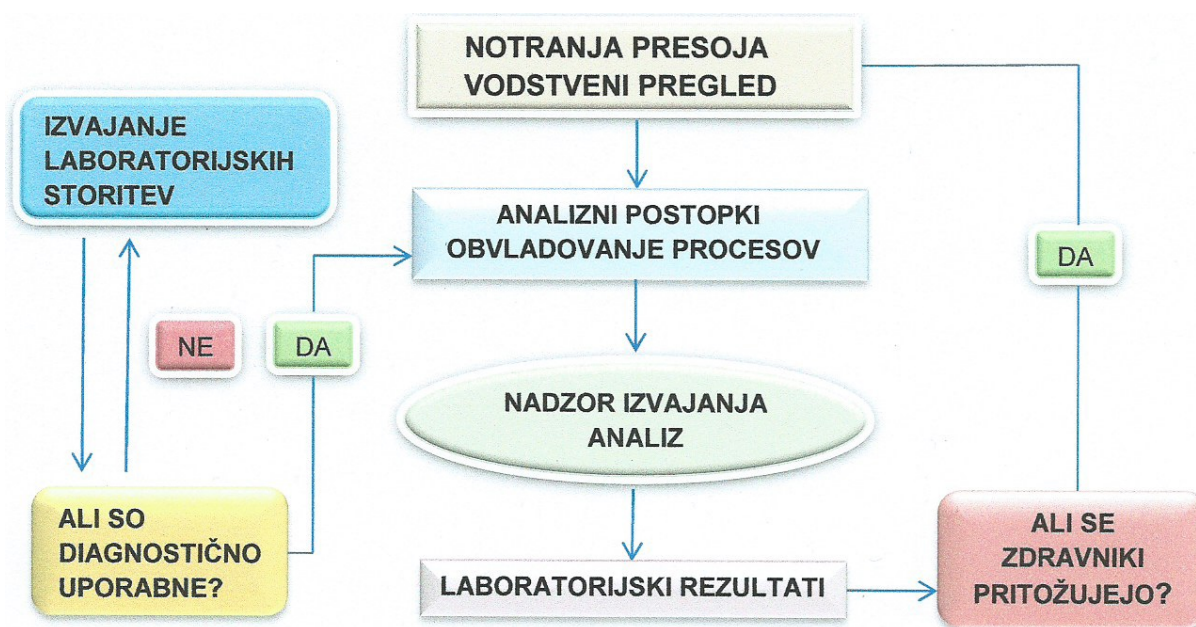 NOTRANJA PRESOJA
VODSTVENI PREGLED
IZVAJANJE
LABORATORIJSKIH
STORITEV
ANALIZNI POSTOPKI
OBVLADOVANJE PROCESOV
DA
NE
DA
NADZOR IZVAJANJA
ANALIZ
ALI SO
DIAGNOSTIČNO
UPORABNE?
LABORATORIJSKI REZULTATI
ALI SE
ZDRAVNIKI
PRITOŽUJEJO?